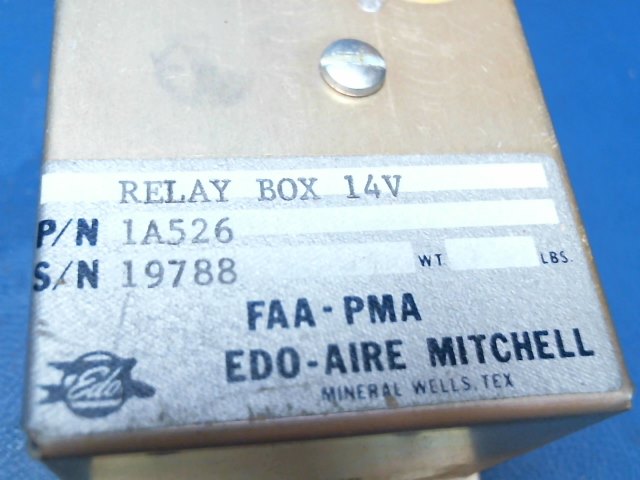 RELAY BOX 14V
P/N 1A526
S/N 19788 WT. LBS.
FAA-PMA
EDO-AIRE MITCHELL
MINERAL WELLS, TEX
Edo